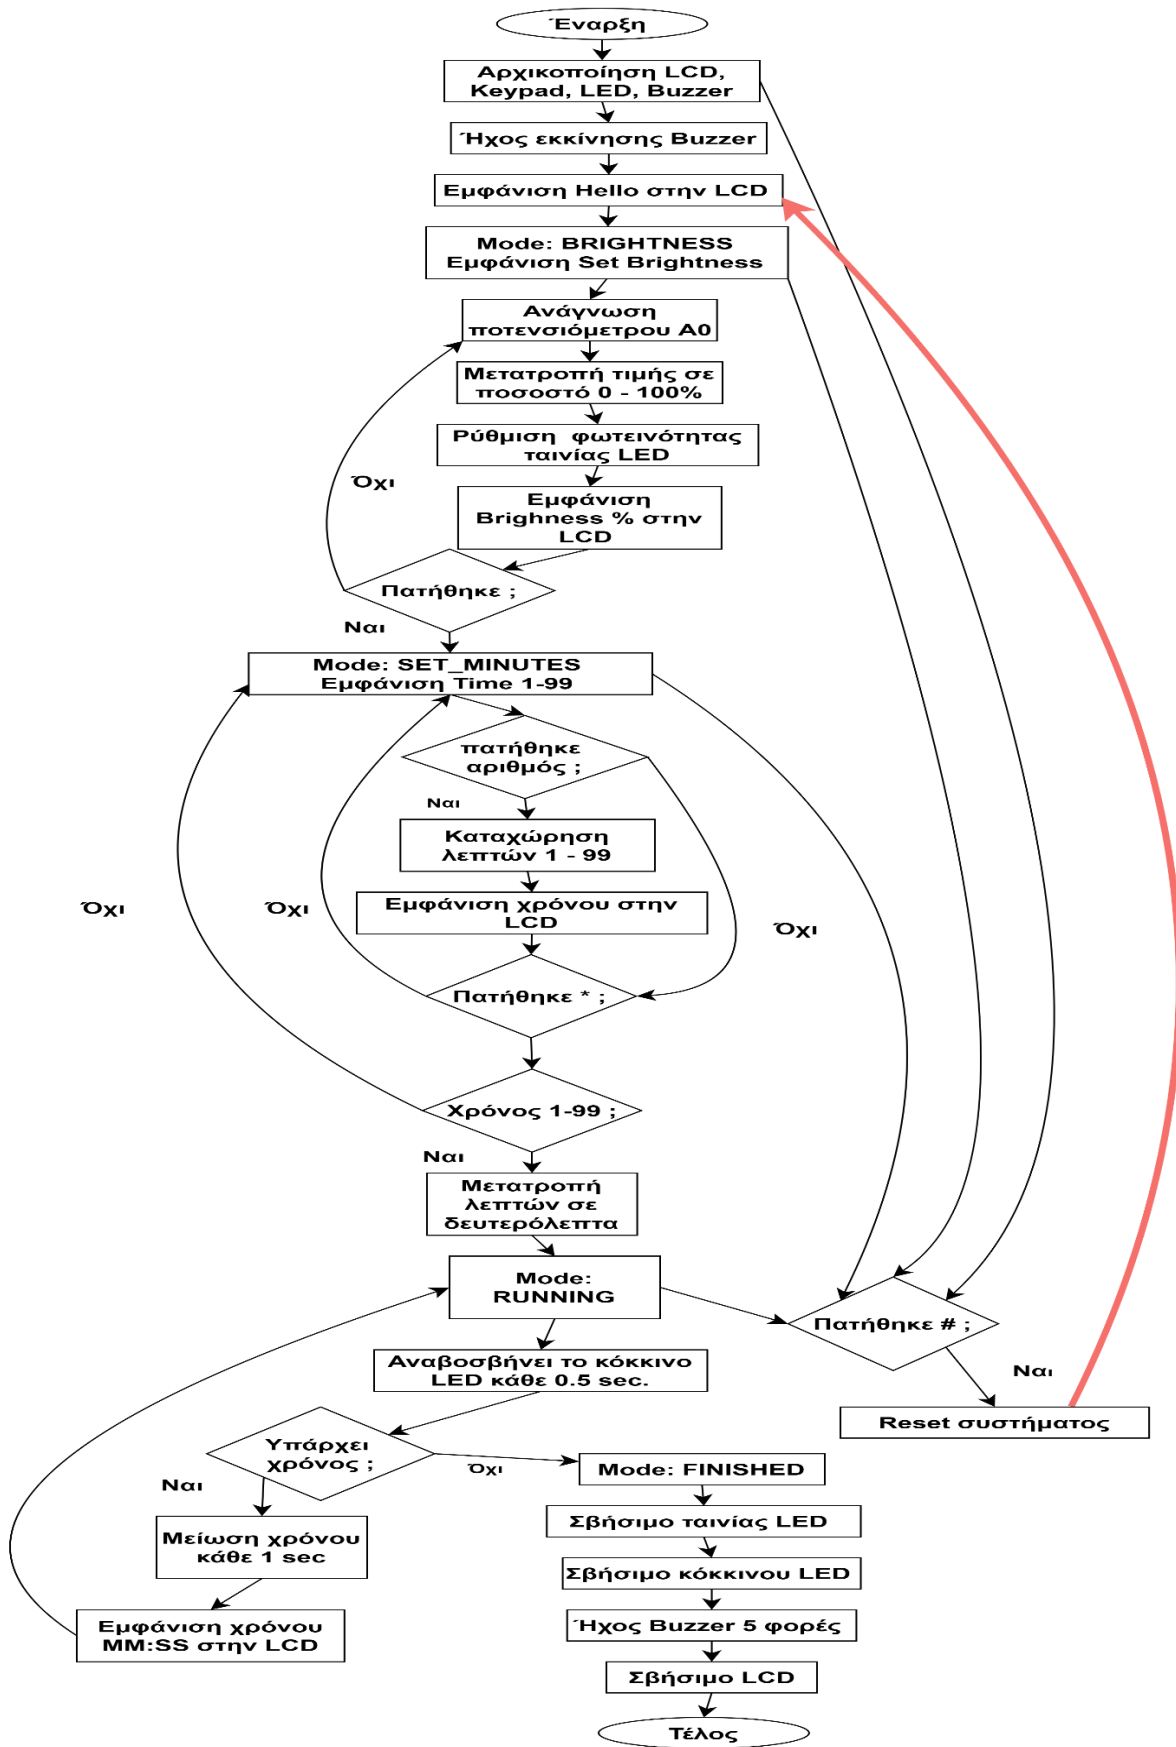 Έναρξη
Αρχικοποίηση LCD,
Keypad, LED, Buzzer
Ήχος εκκίνησης Buzzer
Εμφάνιση Hello στην LCD
Mode: BRIGHTNESS
Εμφάνιση Set Brightness
Ανάγνωση
ποτενσιόμετρου A0
Μετατροπή τιμής σε
ποσοστό 0 - 100%
Ρύθμιση φωτεινότητας
ταινίας LED
Όχι
Εμφάνιση
Brighness % στην
LCD
Πατήθηκε ;
Ναι
Mode: SET_MINUTES
Εμφάνιση Time 1-99
πατήθηκε
αριθμός ;
Ναι
Καταχώρηση
λεπτών 1 - 99
Όχι
Όχι
Εμφάνιση χρόνου στην
LCD
Όχι
Πατήθηκε * ;
Χρόνος 1-99 ;
Ναι
Μετατροπή
λεπτών σε
δευτερόλεπτα
Mode:
RUNNING
Πατήθηκε # ;
Αναβοσβήνει το κόκκινο
LED κάθε 0.5 sec.
Ναι
Reset συστήματος
Υπάρχει
χρόνος ;
Όχι
Mode: FINISHED
Ναι
Σβήσιμο ταινίας LED
Μείωση χρόνου
κάθε 1 sec
Σβήσιμο κόκκινου LED
Εμφάνιση χρόνου
MM:SS στην LCD
Ήχος Buzzer 5 φορές
Σβήσιμο LCD
Τέλος